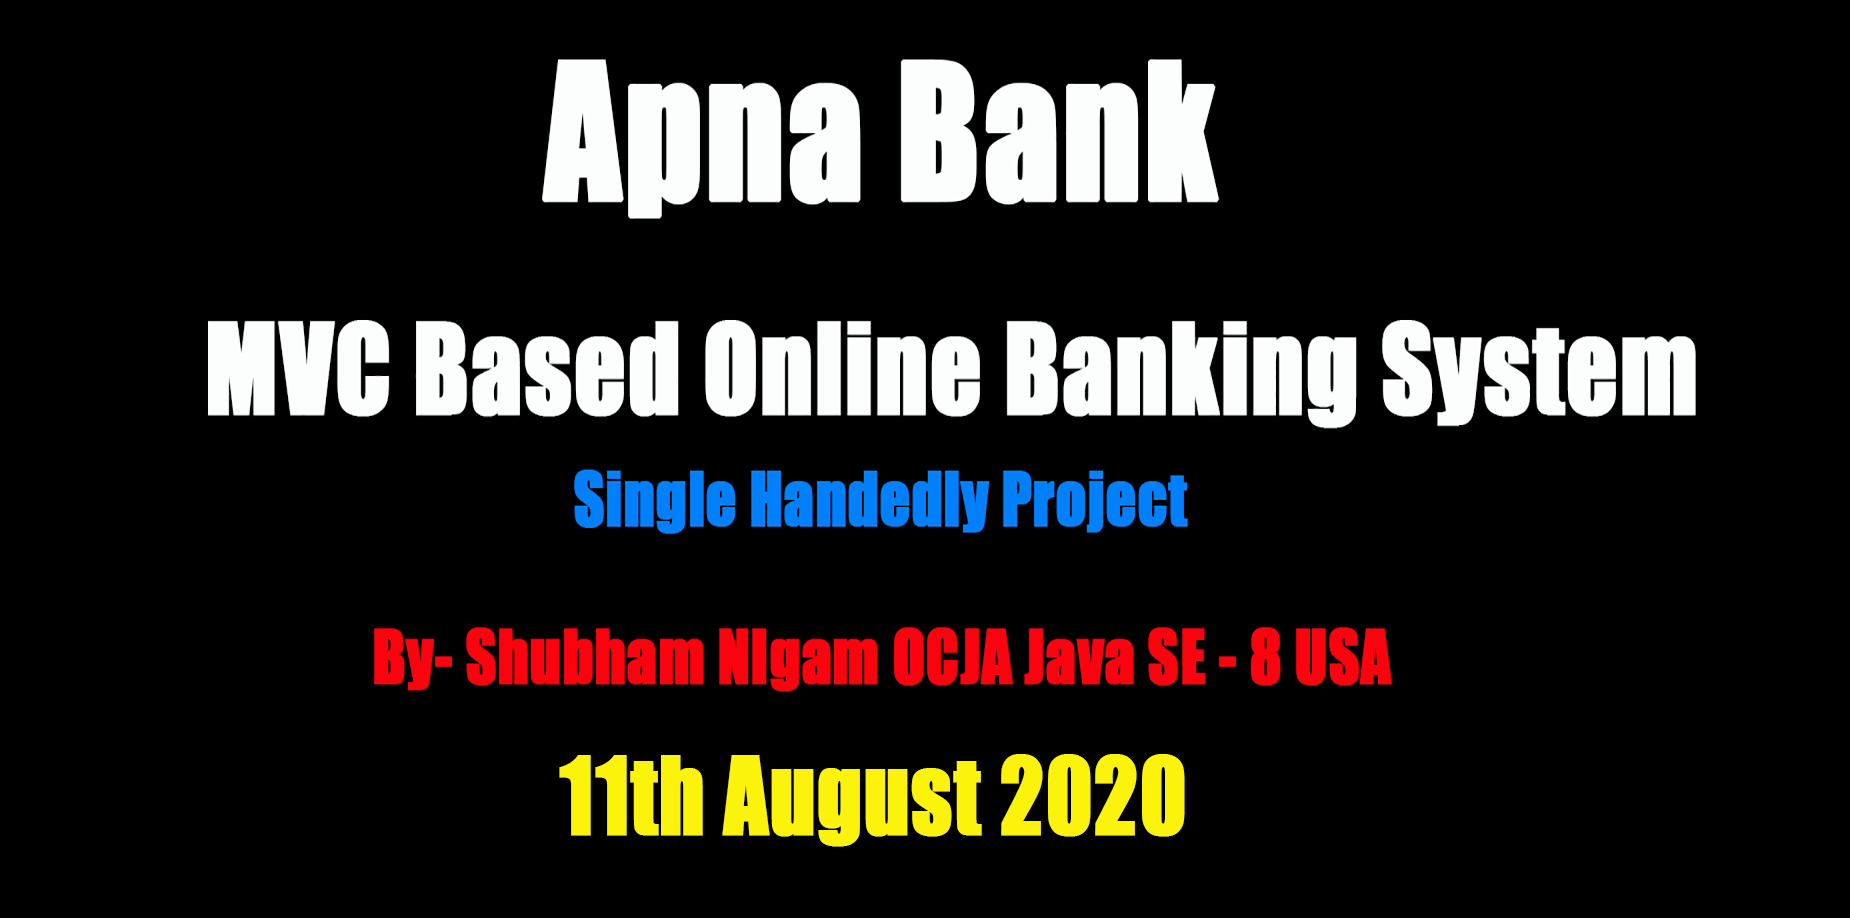 Apna Bank
MVC Based Online Banking System
Single Handedly Project
By- Shubham NIgam OCJA Java SE - 8 USA
11th August 2020